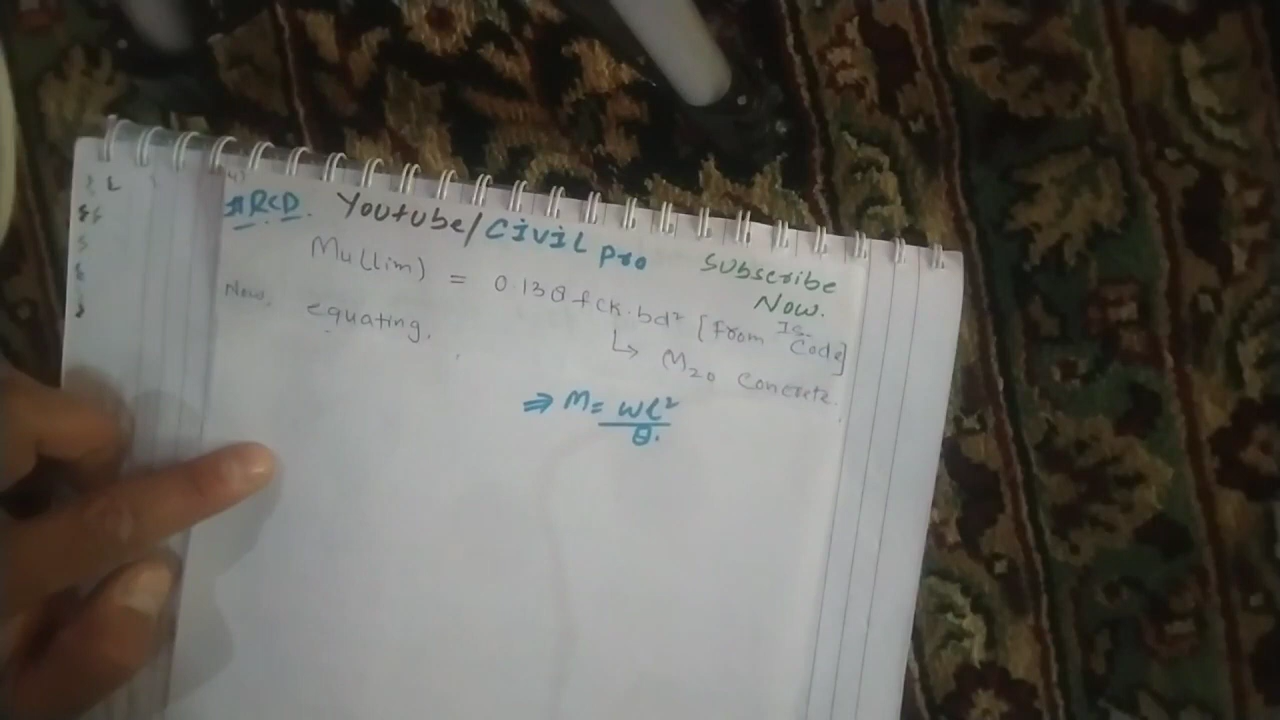 RCD. Youtube/Civil pro Subscribe Now.
Mu(lim) = 0.138 fck.bd² [From IS Code]
↳ M20 Concrete.
Now, equating.
⇒ M = wl²/8.